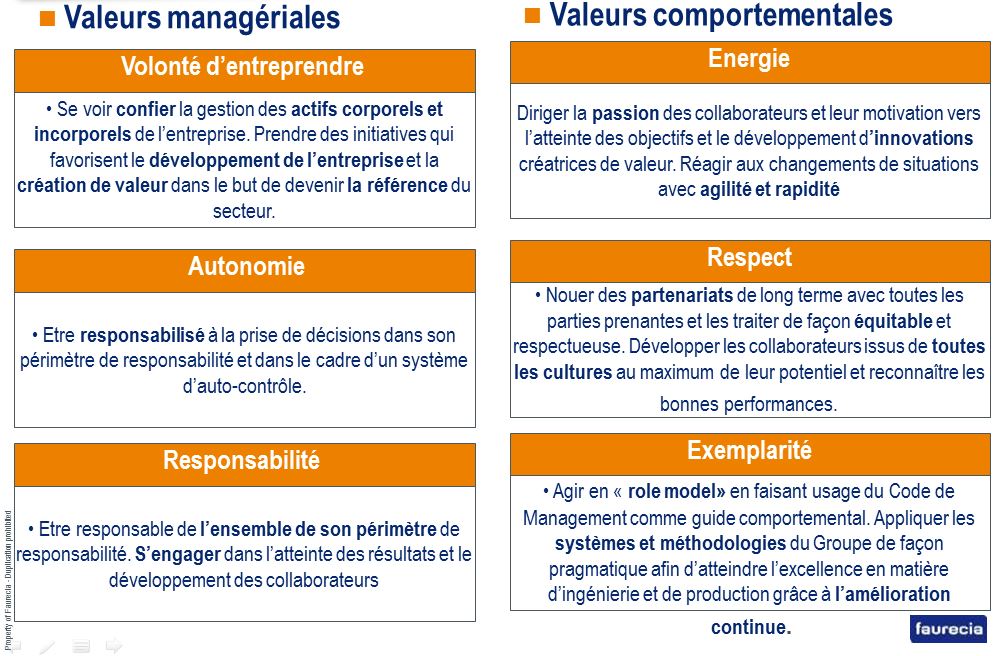 Valeurs managériales
Volonté d’entreprendre
• Se voir confier la gestion des actifs corporels et
incorporels de l’entreprise. Prendre des initiatives qui
favorisent le développement de l’entreprise et la
création de valeur dans le but de devenir la référence du
secteur.
Autonomie
• Etre responsabilisé à la prise de décisions dans son
périmètre de responsabilité et dans le cadre d’un système
d’auto-contrôle.
Responsabilité
• Etre responsable de l’ensemble de son périmètre de
responsabilité. S’engager dans l’atteinte des résultats et le
développement des collaborateurs
Valeurs comportementales
Energie
Diriger la passion des collaborateurs et leur motivation vers
l’atteinte des objectifs et le développement d’innovations
créatrices de valeur. Réagir aux changements de situations
avec agilité et rapidité
Respect
• Nouer des partenariats de long terme avec toutes les
parties prenantes et les traiter de façon équitable et
respectueuse. Développer les collaborateurs issus de toutes
les cultures au maximum de leur potentiel et reconnaître les
bonnes performances.
Exemplarité
• Agir en « role model» en faisant usage du Code de
Management comme guide comportemental. Appliquer les
systèmes et méthodologies du Groupe de façon
pragmatique afin d’atteindre l’excellence en matière
d’ingénierie et de production grâce à l’amélioration
continue.
faurecia
Property of Faurecia - Duplication prohibited